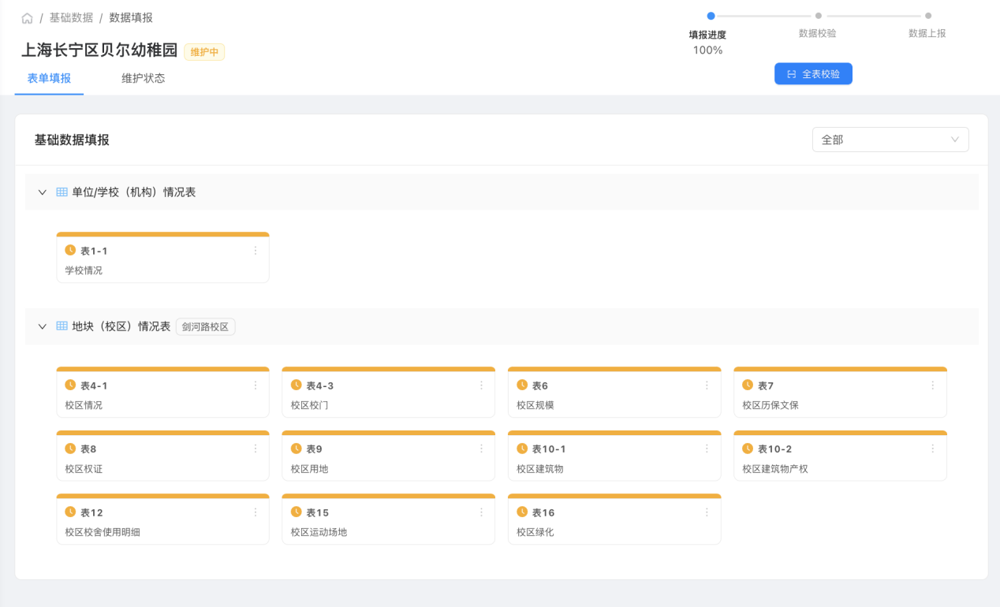 / 基础数据 / 数据填报
上海长宁区贝尔幼稚园 维护中
表单填报 维护状态
填报进度 数据校验 数据上报
100%
全表校验
基础数据填报 全部
单位/学校（机构）情况表
表1-1
学校情况
地块（校区）情况表 剑河路校区
表4-1 表4-3 表6 表7
校区情况 校区校门 校区规模 校区历保文保
表8 表9 表10-1 表10-2
校区权证 校区用地 校区建筑物 校区建筑物产权
表12 表15 表16
校区校舍使用明细 校区运动场地 校区绿化